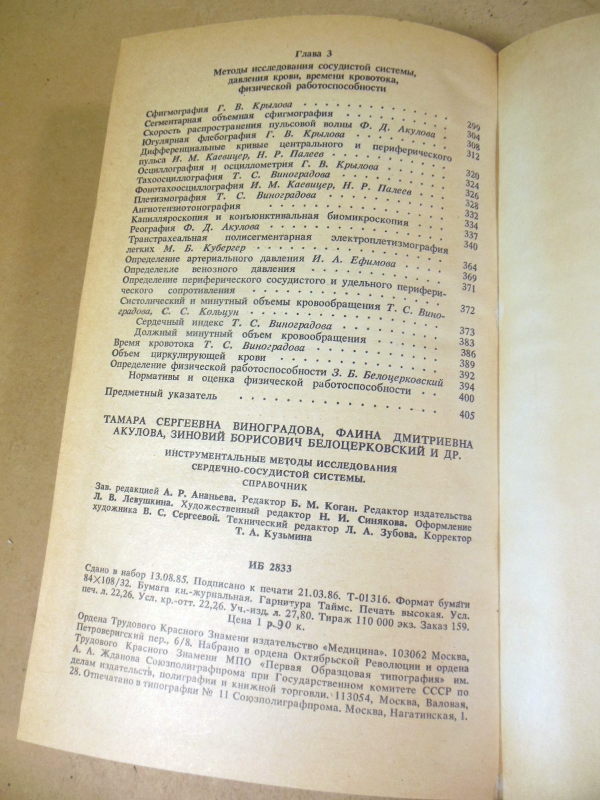 Глава 3
Методы исследования сосудистой системы,
давления крови, времени кровотока,
физической работоспособности
Сфигмография Г. В. Крылова . . . . . . . . . . 299
Сегментарная объемная сфигмография . . . . . . . 304
Скорость распространения пульсовой волны Ф. Д. Акулова . 308
Югулярная флебография Г. В. Крылова . . . . . . . 312
Дифференциальные кривые центрального и периферического
пульса И. М. Каевицер, Н. Р. Палеев . . . . . . . 320
Осциллография и осциллометрия Г. В. Крылова . . . . 324
Тахоосциллография Т. С. Виноградова . . . . . . . 326
Фонотахоосциллография И. М. Каевицер, Н. Р. Палеев . . 328
Плетизмография Т. С. Виноградова . . . . . . . . 332
Ангиотензиотонография . . . . . . . . . . 334
Капилляроскопия и конъюнктивальная биомикроскопия . . 337
Реография Ф. Д. Акулова . . . . . . . . . . 340
Транстрахеальная полисегментарная электроплетизмография
легких М. Б. Кубергер . . . . . . . . . . . 364
Определение артериального давления И. А. Ефимова . . . 369
Определение венозного давления . . . . . . . . 371
Определение периферического сосудистого и удельного перифери-
ческого сопротивления . . . . . . . . . . . 372
Систолический и минутный объемы кровообращения Т. С. Вино-
градова, С. С. Кольцун . . . . . . . . . . . 373
Сердечный индекс Т. С. Виноградова . . . . . . . 383
Должный минутный объем кровообращения . . . . . 386
Время кровотока Т. С. Виноградова . . . . . . . 389
Объем циркулирующей крови . . . . . . . . . 392
Определение физической работоспособности З. Б. Белоцерковский 394
Нормативы и оценка физической работоспособности . . 400
Предметный указатель . . . . . . . . . . . 405
ТАМАРА СЕРГЕЕВНА ВИНОГРАДОВА, ФАИНА ДМИТРИЕВНА
АКУЛОВА, ЗИНОВИЙ БОРИСОВИЧ БЕЛОЦЕРКОВСКИЙ И ДР.
ИНСТРУМЕНТАЛЬНЫЕ МЕТОДЫ ИССЛЕДОВАНИЯ
СЕРДЕЧНО-СОСУДИСТОЙ СИСТЕМЫ.
СПРАВОЧНИК
Зав. редакцией А. Р. Ананьева. Редактор Б. М. Коган. Редактор издательства
Л. В. Левушкина. Художественный редактор Н. И. Синякова. Оформление
художника В. С. Сергеевой. Технический редактор Л. А. Зубова. Корректор
Т. А. Кузьмина
ИБ 2833
Сдано в набор 13.08.85. Подписано к печати 21.03.86. Т-01316. Формат бумаги
84×108/32. Бумага кн.-журнальная. Гарнитура Таймс. Печать высокая. Усл.
печ. л. 22,26. Усл. кр.-отт. 22,26. Уч.-изд. л. 27,80. Тираж 110 000 экз. Заказ 159.
Цена 1 р. 90 к.
Ордена Трудового Красного Знамени издательство «Медицина». 103062 Москва,
Петроверигский пер., 6/8. Набрано в ордена Октябрьской Революции и ордена
Трудового Красного Знамени МПО «Первая Образцовая типография» им.
А. А. Жданова Союзполиграфпрома при Государственном комитете СССР по
делам издательств, полиграфии и книжной торговли. 113054, Москва, Валовая,
28. Отпечатано в типографии № 11 Союзполиграфпрома. Москва, Нагатинская, 1.